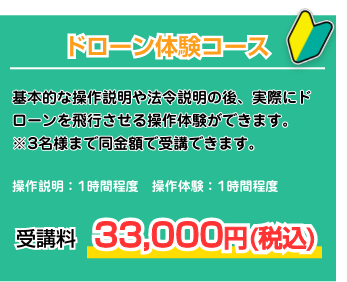 ドローン体験コース
基本的な操作説明や法令説明の後、実際にド
ローンを飛行させる操作体験ができます。
※3名様まで同金額で受講できます。
操作説明：1時間程度　操作体験：1時間程度
受講料 33,000円(税込)